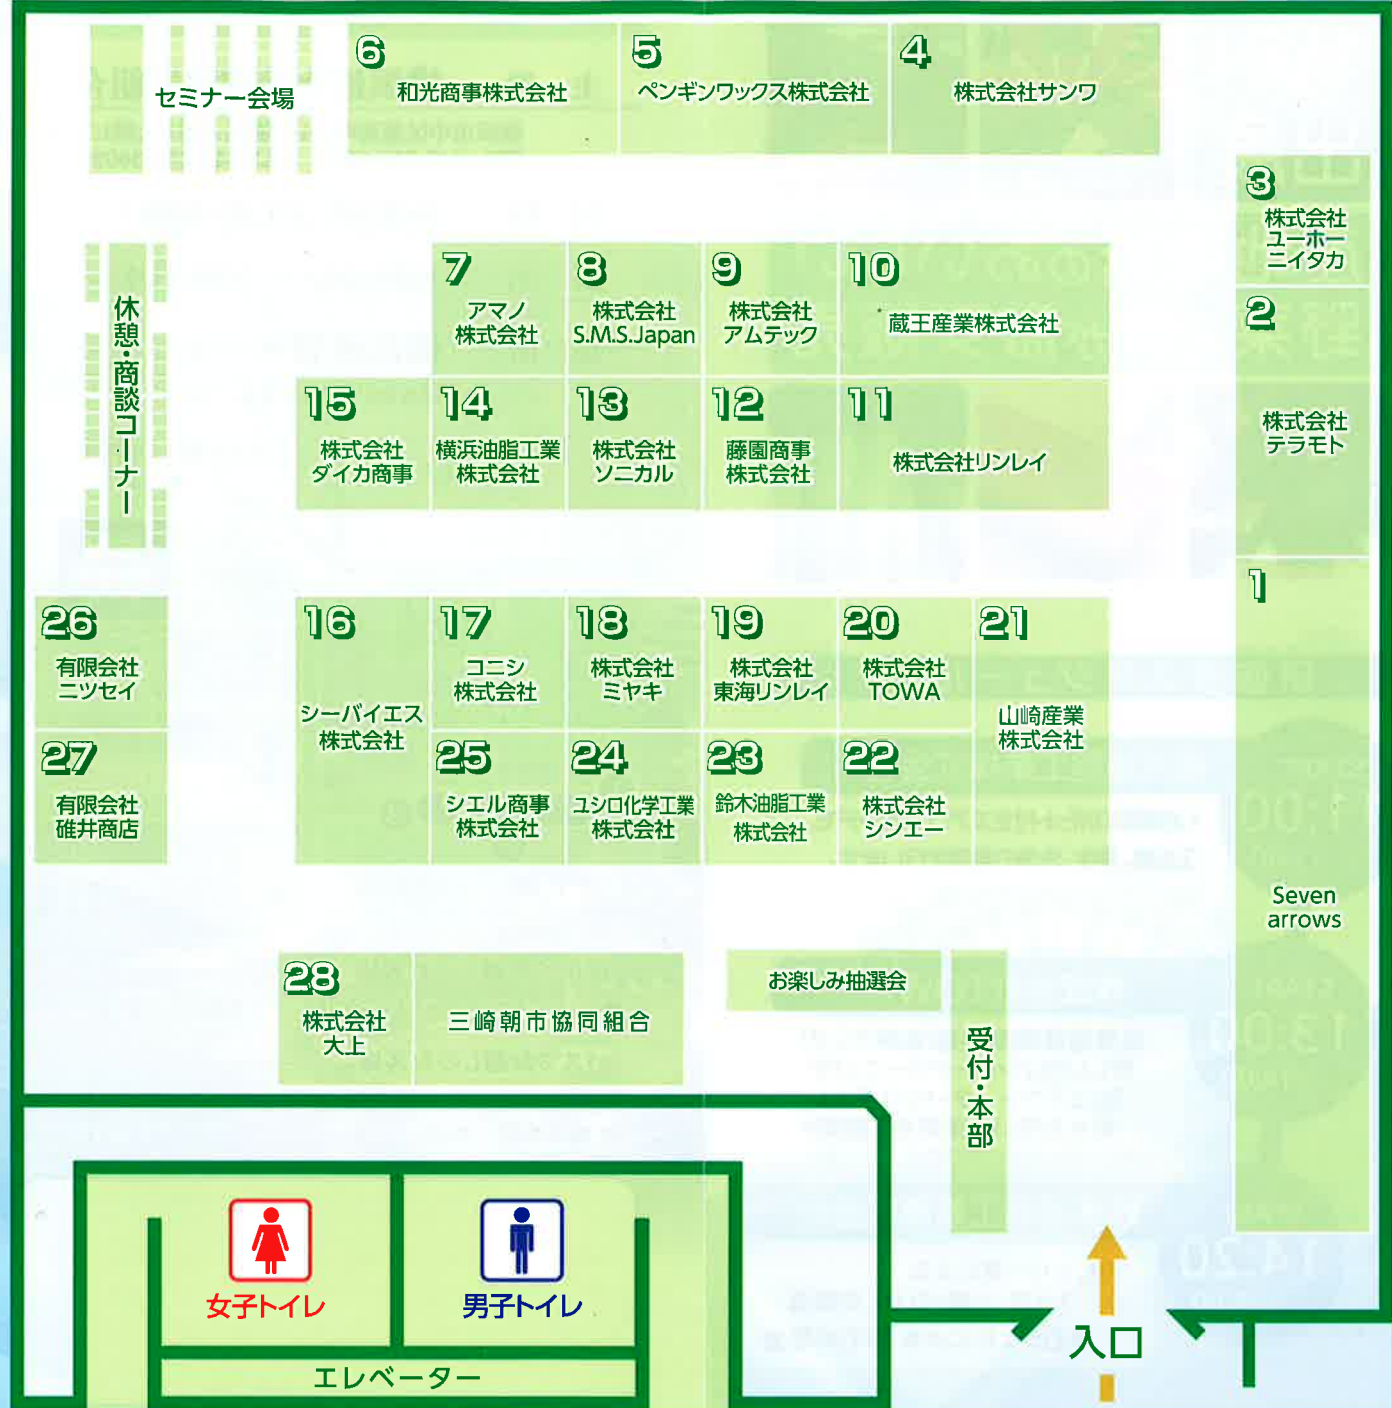 セミナー会場
6
和光商事株式会社
5
ペンギンワックス株式会社
4
株式会社サンワ
3
株式会社
ユーホー
ニイタカ
2
株式会社
テラモト
1
Seven
arrows
休憩・商談コーナー
7
アマノ
株式会社
8
株式会社
S.M.S.Japan
9
株式会社
アムテック
10
蔵王産業株式会社
15
株式会社
ダイカ商事
14
横浜油脂工業
株式会社
13
株式会社
ソニカル
12
藤園商事
株式会社
11
株式会社リンレイ
26
有限会社
ニッセイ
27
有限会社
碓井商店
16
シーバイエス
株式会社
17
コニシ
株式会社
18
株式会社
ミヤキ
19
株式会社
東海リンレイ
20
株式会社
TOWA
21
山崎産業
株式会社
25
シエル商事
株式会社
24
ユシロ化学工業
株式会社
23
鈴木油脂工業
株式会社
22
株式会社
シンエー
28
株式会社
大上
三崎朝市協同組合
お楽しみ抽選会
受付・本部
女子トイレ
男子トイレ
エレベーター
入口